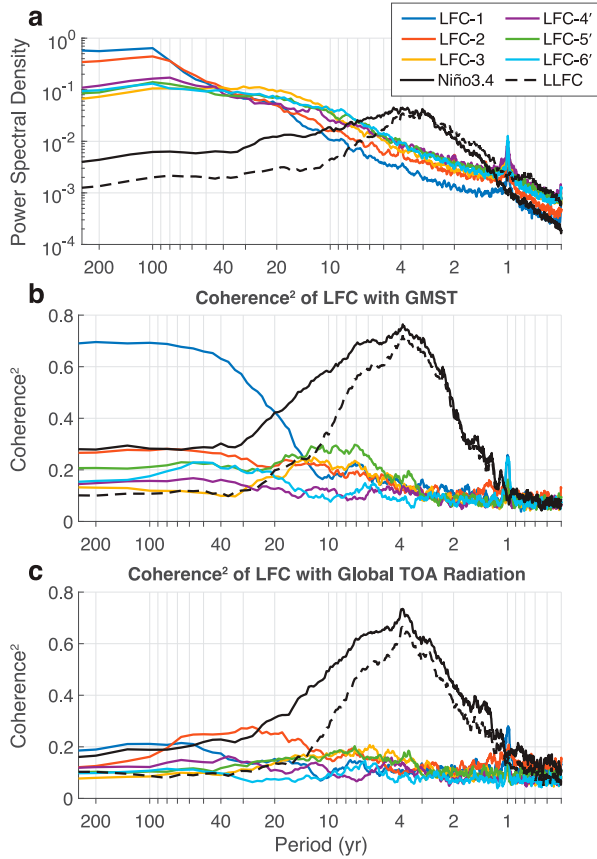 a
LFC-1
LFC-4′
LFC-2
LFC-5′
LFC-3
LFC-6′
Niño3.4
LLFC
Power Spectral Density
10^0
10^-1
10^-2
10^-3
10^-4
200 100 40 20 10 4 2 1
b
Coherence² of LFC with GMST
Coherence²
0.8
0.6
0.4
0.2
0
200 100 40 20 10 4 2 1
c
Coherence² of LFC with Global TOA Radiation
Coherence²
0.8
0.6
0.4
0.2
0
200 100 40 20 10 4 2 1
Period (yr)